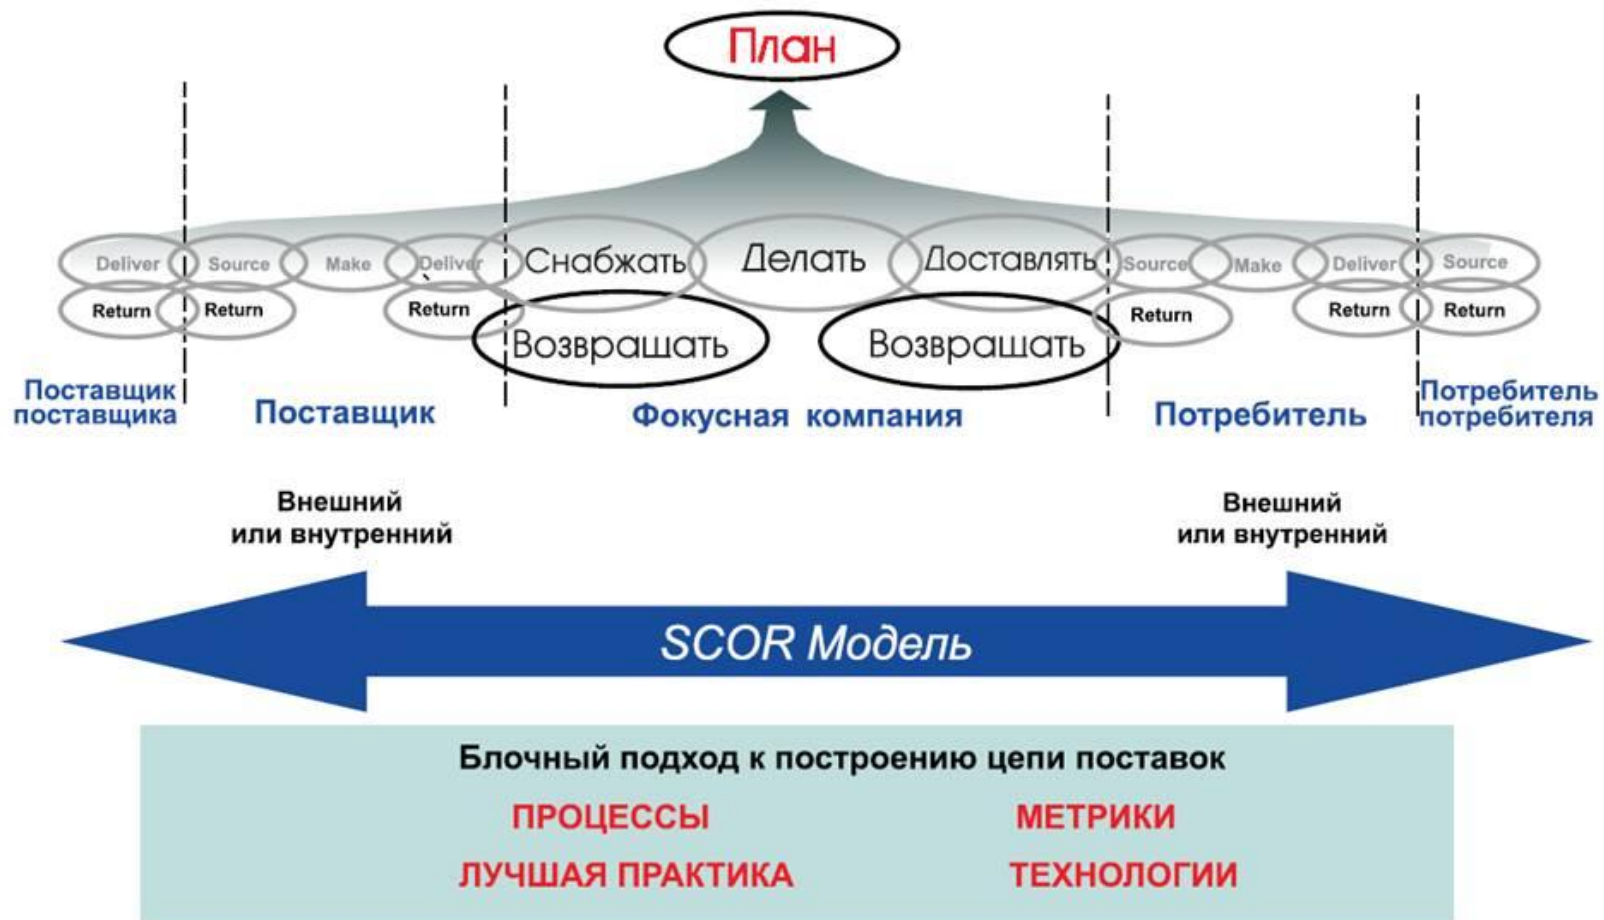 План
Deliver Source Make Deliver Снабжать Делать Доставлять Source Make Deliver Source
Return Return Return Возвращать Возвращать Return Return Return
Поставщик
поставщика
Поставщик
Фокусная компания
Потребитель
Потребитель
потребителя
Внешний
или внутренний
Внешний
или внутренний
SCOR Модель
Блочный подход к построению цепи поставок
ПРОЦЕССЫ МЕТРИКИ
ЛУЧШАЯ ПРАКТИКА ТЕХНОЛОГИИ